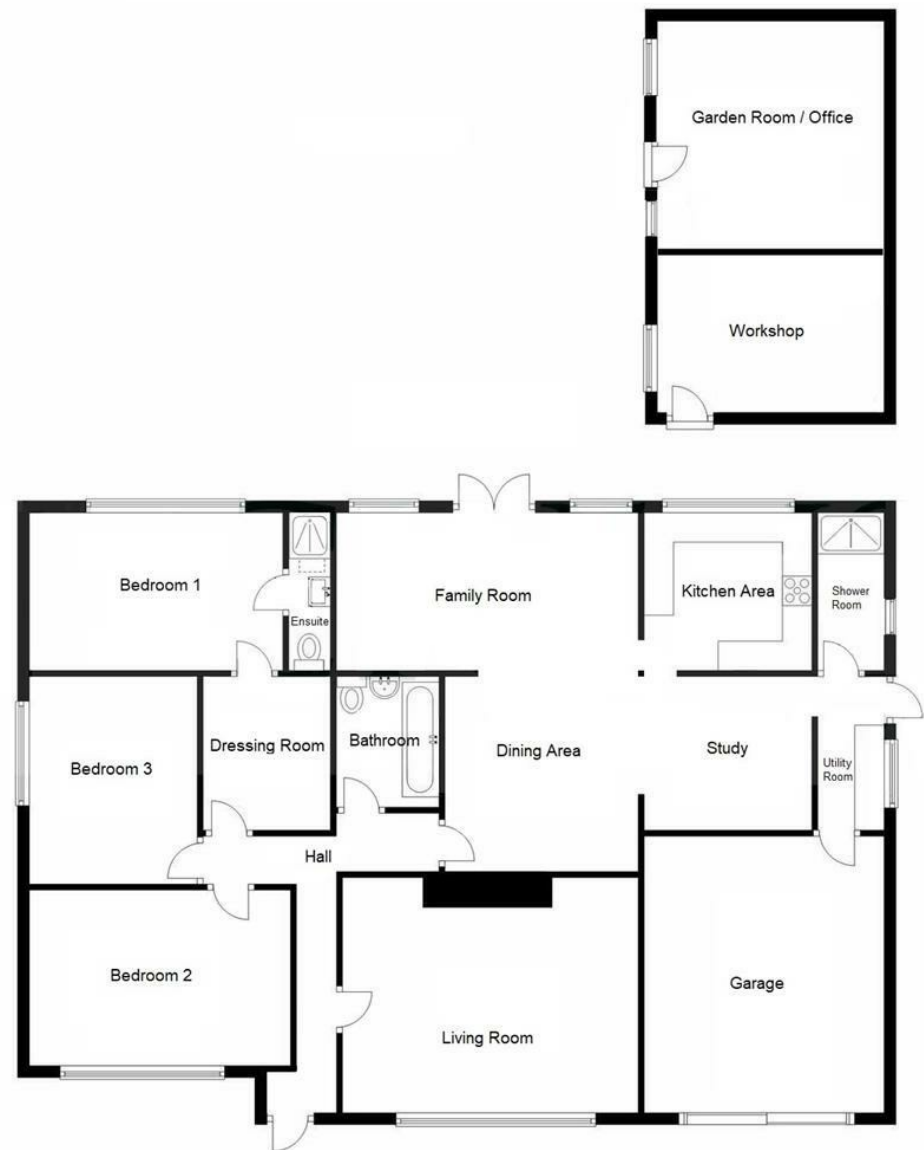 Garden Room / Office
Workshop
Bedroom 1
Ensuite
Family Room
Kitchen Area
Shower
Room
Bedroom 3
Dressing Room
Bathroom
Dining Area
Study
Utility
Room
Hall
Bedroom 2
Living Room
Garage